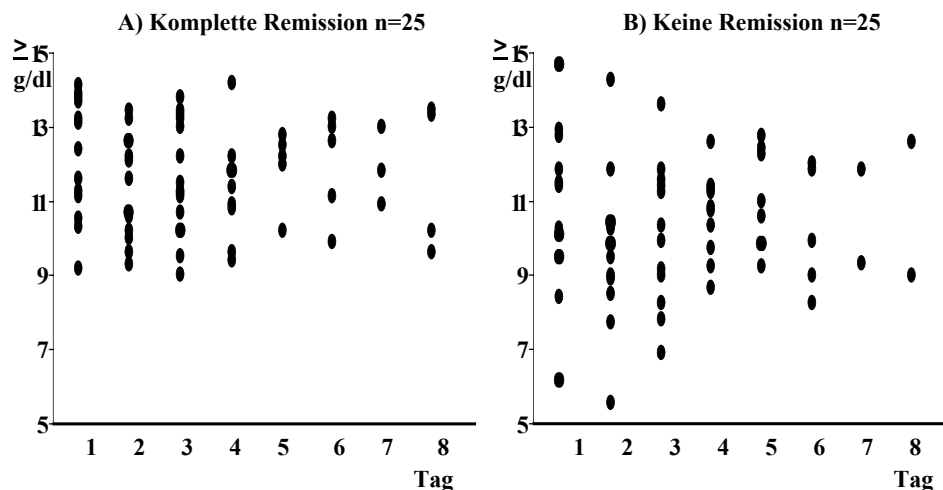 A) Komplette Remission n=25
≥ 15
g/dl
13
11
9
7
5
1 2 3 4 5 6 7 8
Tag
B) Keine Remission n=25
≥ 15
g/dl
13
11
9
7
5
1 2 3 4 5 6 7 8
Tag